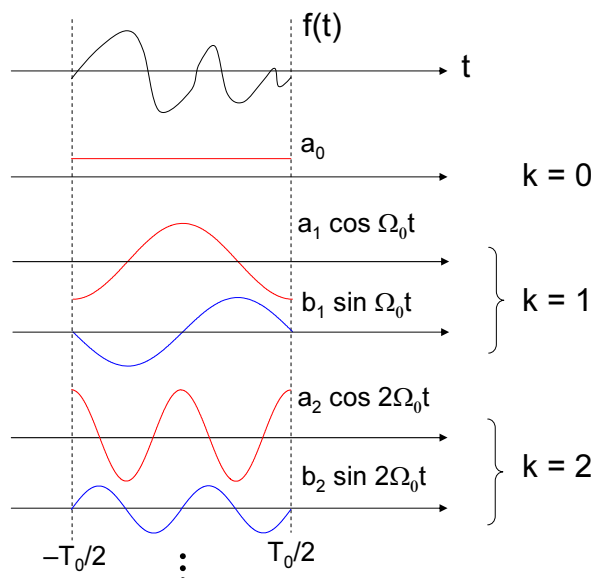 f(t)
t
a₀
k = 0
a₁ cos Ω₀t
k = 1
b₁ sin Ω₀t
a₂ cos 2Ω₀t
k = 2
b₂ sin 2Ω₀t
–T₀/2
T₀/2
⋮